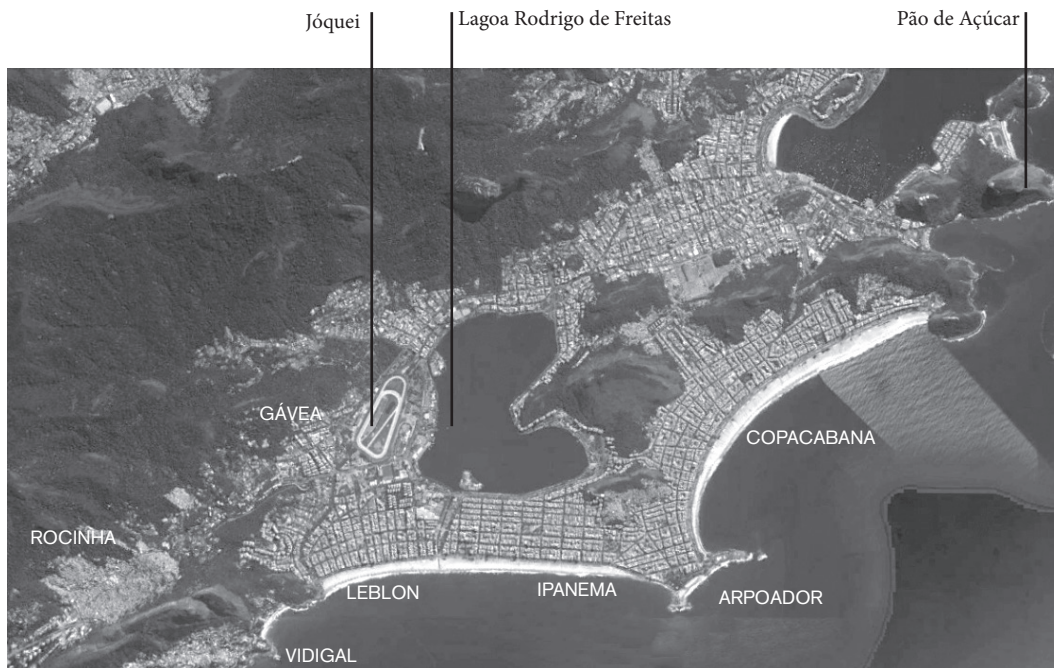 Jóquei
Lagoa Rodrigo de Freitas
Pão de Açúcar
GÁVEA
COPACABANA
ROCINHA
LEBLON
IPANEMA
ARPOADOR
VIDIGAL